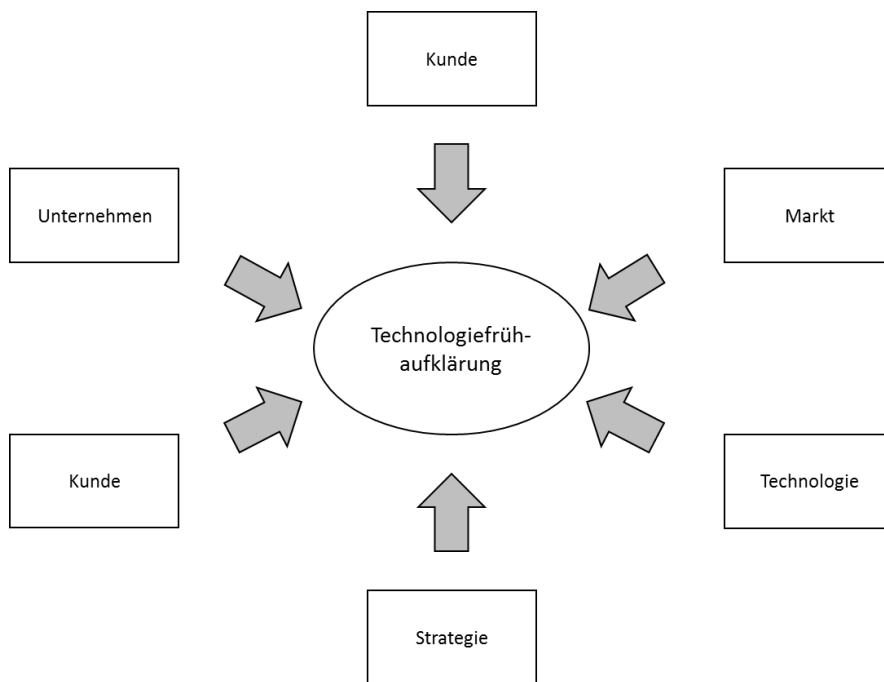 Kunde
Unternehmen
Markt
Technologiefrüh-
aufklärung
Kunde
Technologie
Strategie